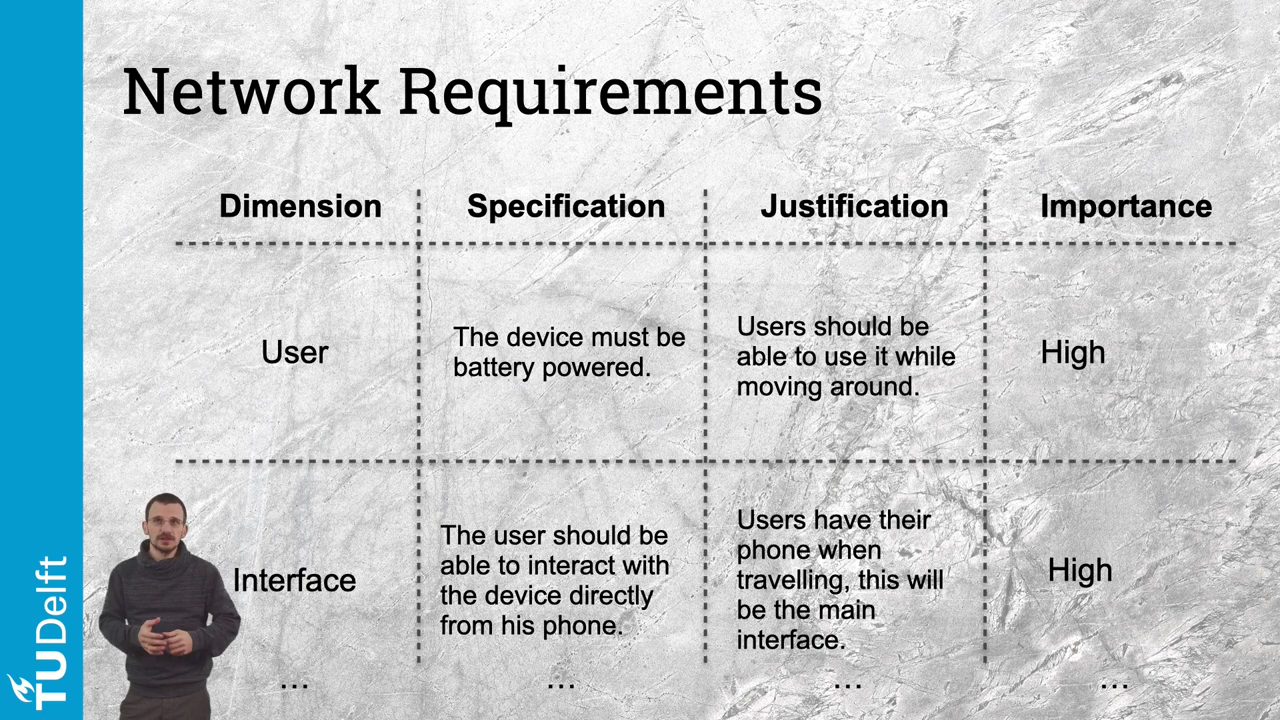 Network Requirements
Dimension
Specification
Justification
Importance
User
The device must be
battery powered.
Users should be
able to use it while
moving around.
High
Interface
The user should be
able to interact with
the device directly
from his phone.
Users have their
phone when
travelling, this will
be the main
interface.
High
...
...
...
...
TUDelft